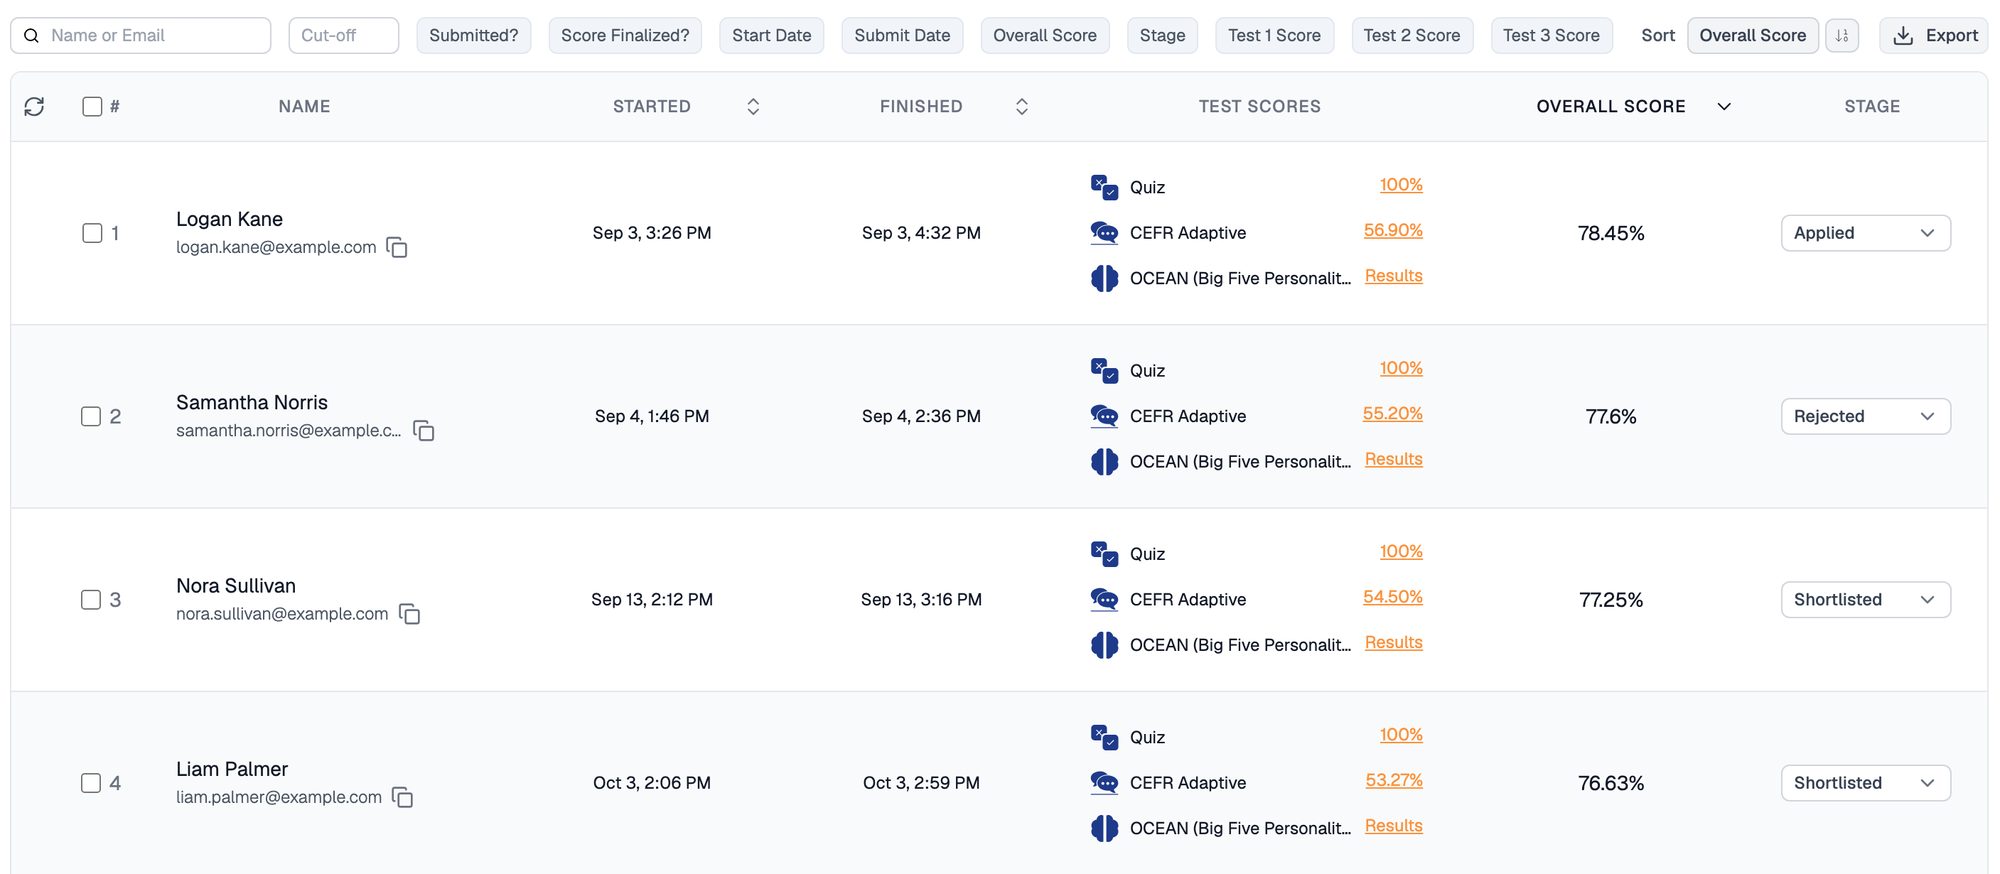 Name or Email Cut-off Submitted? Score Finalized? Start Date Submit Date Overall Score Stage Test 1 Score Test 2 Score Test 3 Score Sort Overall Score Export
# NAME STARTED FINISHED TEST SCORES OVERALL SCORE STAGE
Quiz 100%
Logan Kane
1 Sep 3, 3:26 PM Sep 3, 4:32 PM CEFR Adaptive 56.90% 78.45% Applied
logan.kane@example.com
OCEAN (Big Five Personalit... Results
Quiz 100%
Samantha Norris
2 Sep 4, 1:46 PM Sep 4, 2:36 PM CEFR Adaptive 55.20% 77.6% Rejected
samantha.norris@example.c...
OCEAN (Big Five Personalit... Results
Quiz 100%
Nora Sullivan
3 Sep 13, 2:12 PM Sep 13, 3:16 PM CEFR Adaptive 54.50% 77.25% Shortlisted
nora.sullivan@example.com
OCEAN (Big Five Personalit... Results
Quiz 100%
Liam Palmer
4 Oct 3, 2:06 PM Oct 3, 2:59 PM CEFR Adaptive 53.27% 76.63% Shortlisted
liam.palmer@example.com
OCEAN (Big Five Personalit... Results